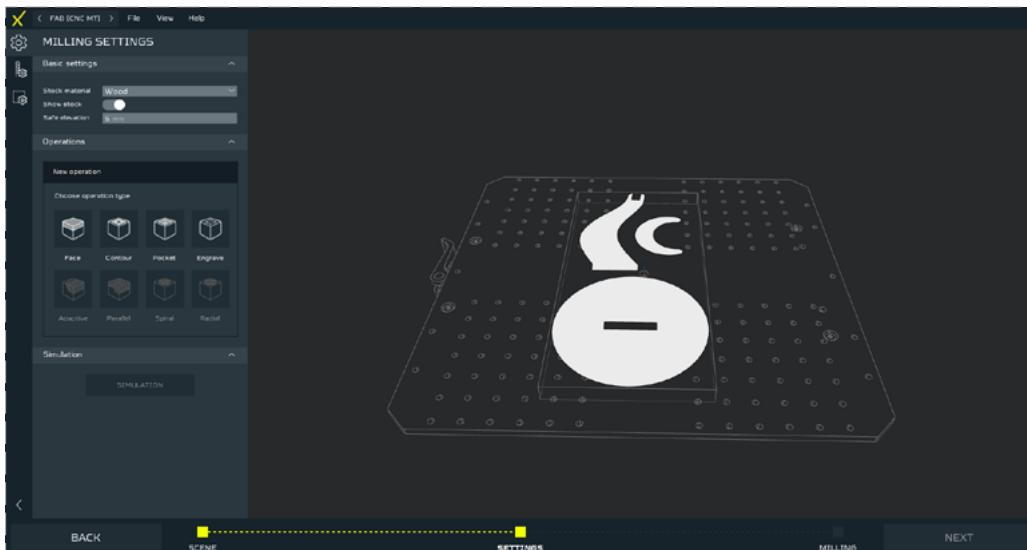 FAB (CNC MT) File View Help
MILLING SETTINGS
Basic settings
Stock material Wood
Show stock
Safe elevation 5 mm
Operations
New operation
Choose operation type
Face Contour Pocket Engrave
Adaptive Parallel Spiral Radial
Simulation
SIMULATION
BACK NEXT
SCENE SETTINGS MILLING